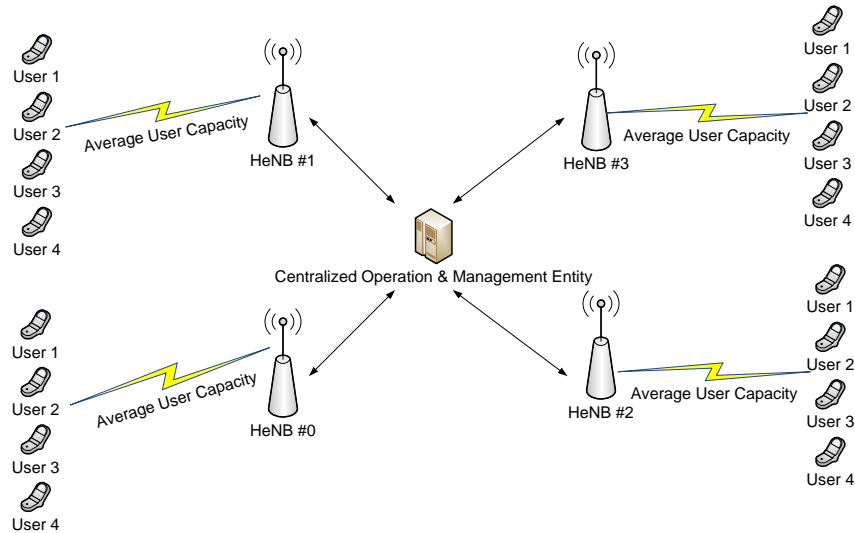 User 1
User 2
User 3
User 4
Average User Capacity
HeNB #1
User 1
User 2
User 3
User 4
Average User Capacity
HeNB #3
Centralized Operation & Management Entity
User 1
User 2
User 3
User 4
Average User Capacity
HeNB #0
User 1
User 2
User 3
User 4
Average User Capacity
HeNB #2